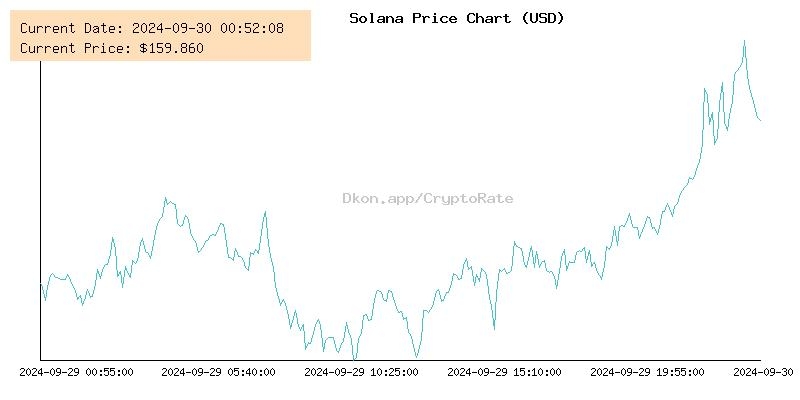 Solana Price Chart (USD)
Current Date: 2024-09-30 00:52:08
Current Price: $159.860
Dkon.app/CryptoRate
2024-09-29 00:55:00
2024-09-29 05:40:00
2024-09-29 10:25:00
2024-09-29 15:10:00
2024-09-29 19:55:00
2024-09-30